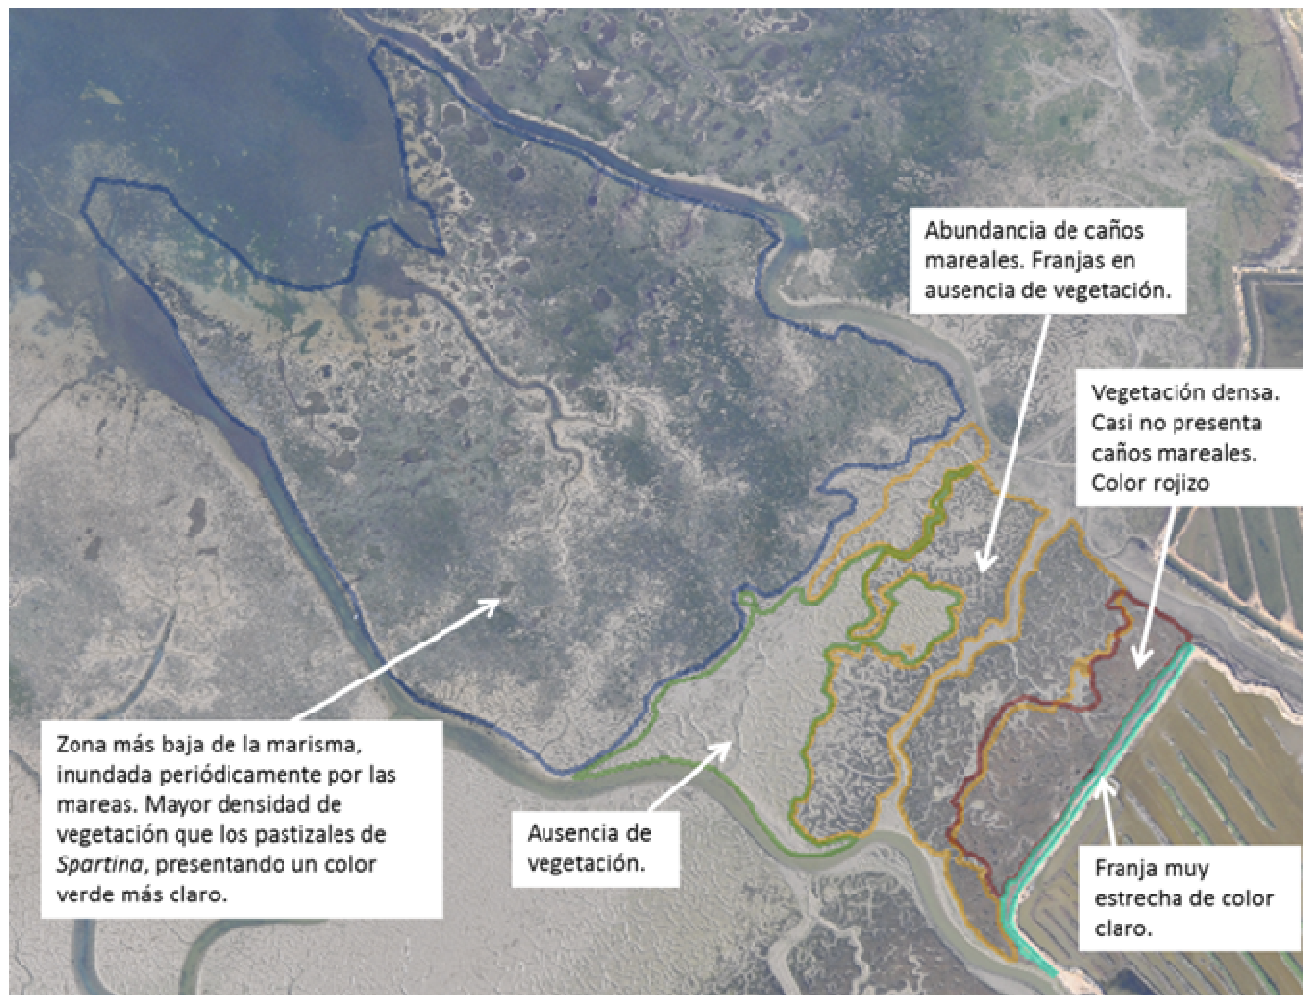 Abundancia de caños
mareales. Franjas en
ausencia de vegetación.
Vegetación densa.
Casi no presenta
caños mareales.
Color rojizo
Zona más baja de la marisma,
inundada periódicamente por las
mareas. Mayor densidad de
vegetación que los pastizales de
Spartina, presentando un color
verde más claro.
Ausencia de
vegetación.
Franja muy
estrecha de color
claro.